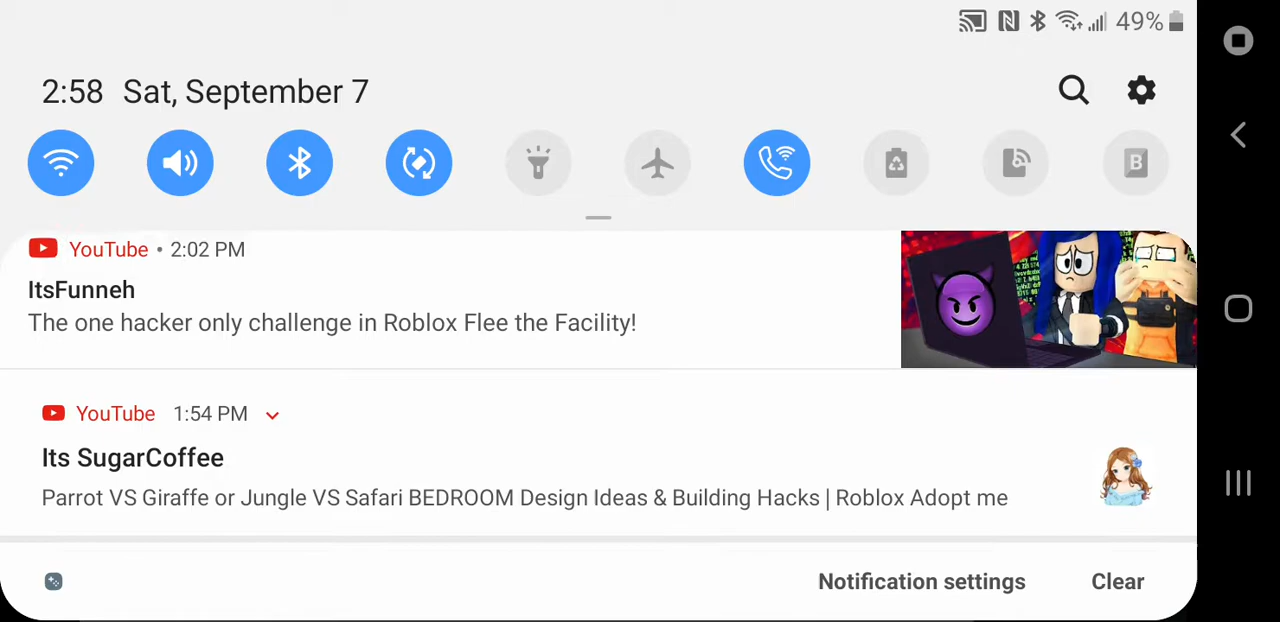 49%
2:58 Sat, September 7
B
YouTube • 2:02 PM
ItsFunneh
The one hacker only challenge in Roblox Flee the Facility!
YouTube 1:54 PM
Its SugarCoffee
Parrot VS Giraffe or Jungle VS Safari BEDROOM Design Ideas & Building Hacks | Roblox Adopt me
Notification settings Clear